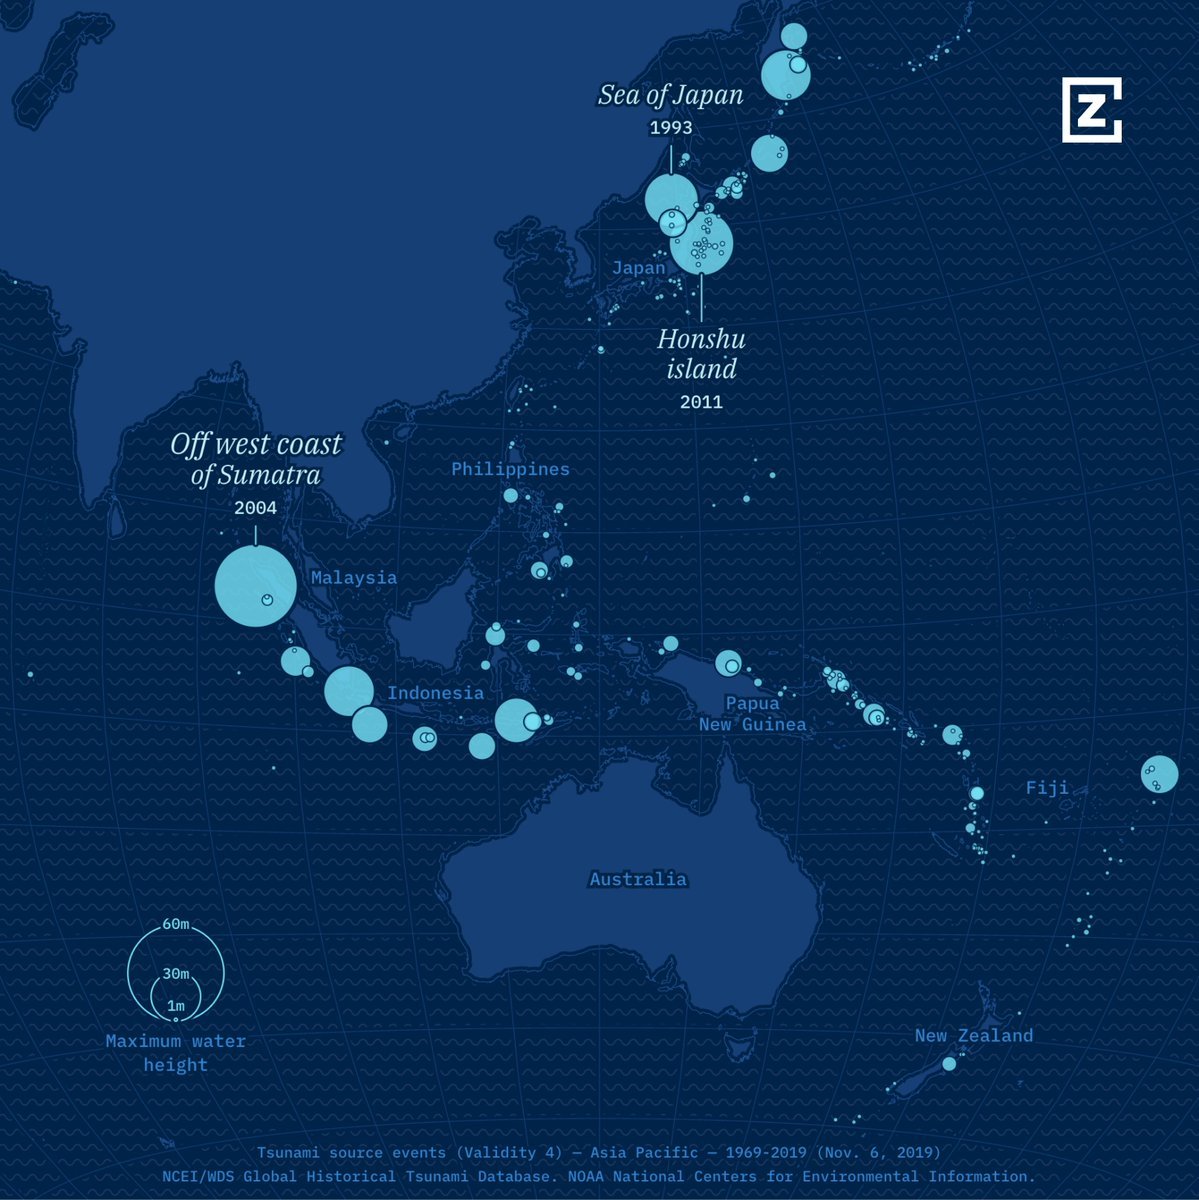 Sea of Japan
1993
Z
Japan
Honshu
island
2011
Off west coast
of Sumatra
2004
Philippines
Malaysia
Indonesia
Papua
New Guinea
Fiji
Australia
60m
30m
1m
Maximum water
height
New Zealand
Tsunami source events (Validity 4) — Asia Pacific — 1969-2019 (Nov. 6, 2019)
NCEI/WDS Global Historical Tsunami Database. NOAA National Centers for Environmental Information.